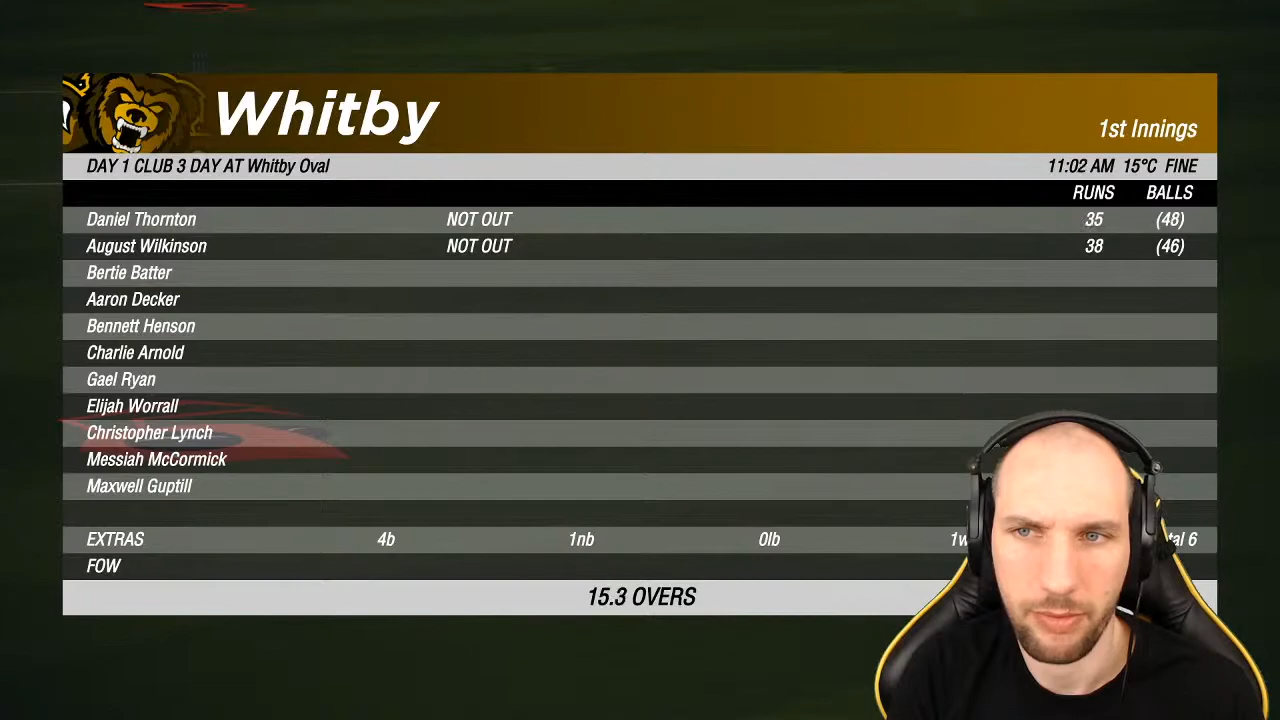 Whitby
1st Innings
DAY 1 CLUB 3 DAY AT Whitby Oval 11:02 AM 15°C FINE
RUNS BALLS
Daniel Thornton NOT OUT 35 (48)
August Wilkinson NOT OUT 38 (46)
Bertie Batter
Aaron Decker
Bennett Henson
Charlie Arnold
Gael Ryan
Elijah Worrall
Christopher Lynch
Messiah McCormick
Maxwell Guptill
EXTRAS 4b 1nb 0lb 6
FOW
15.3 OVERS